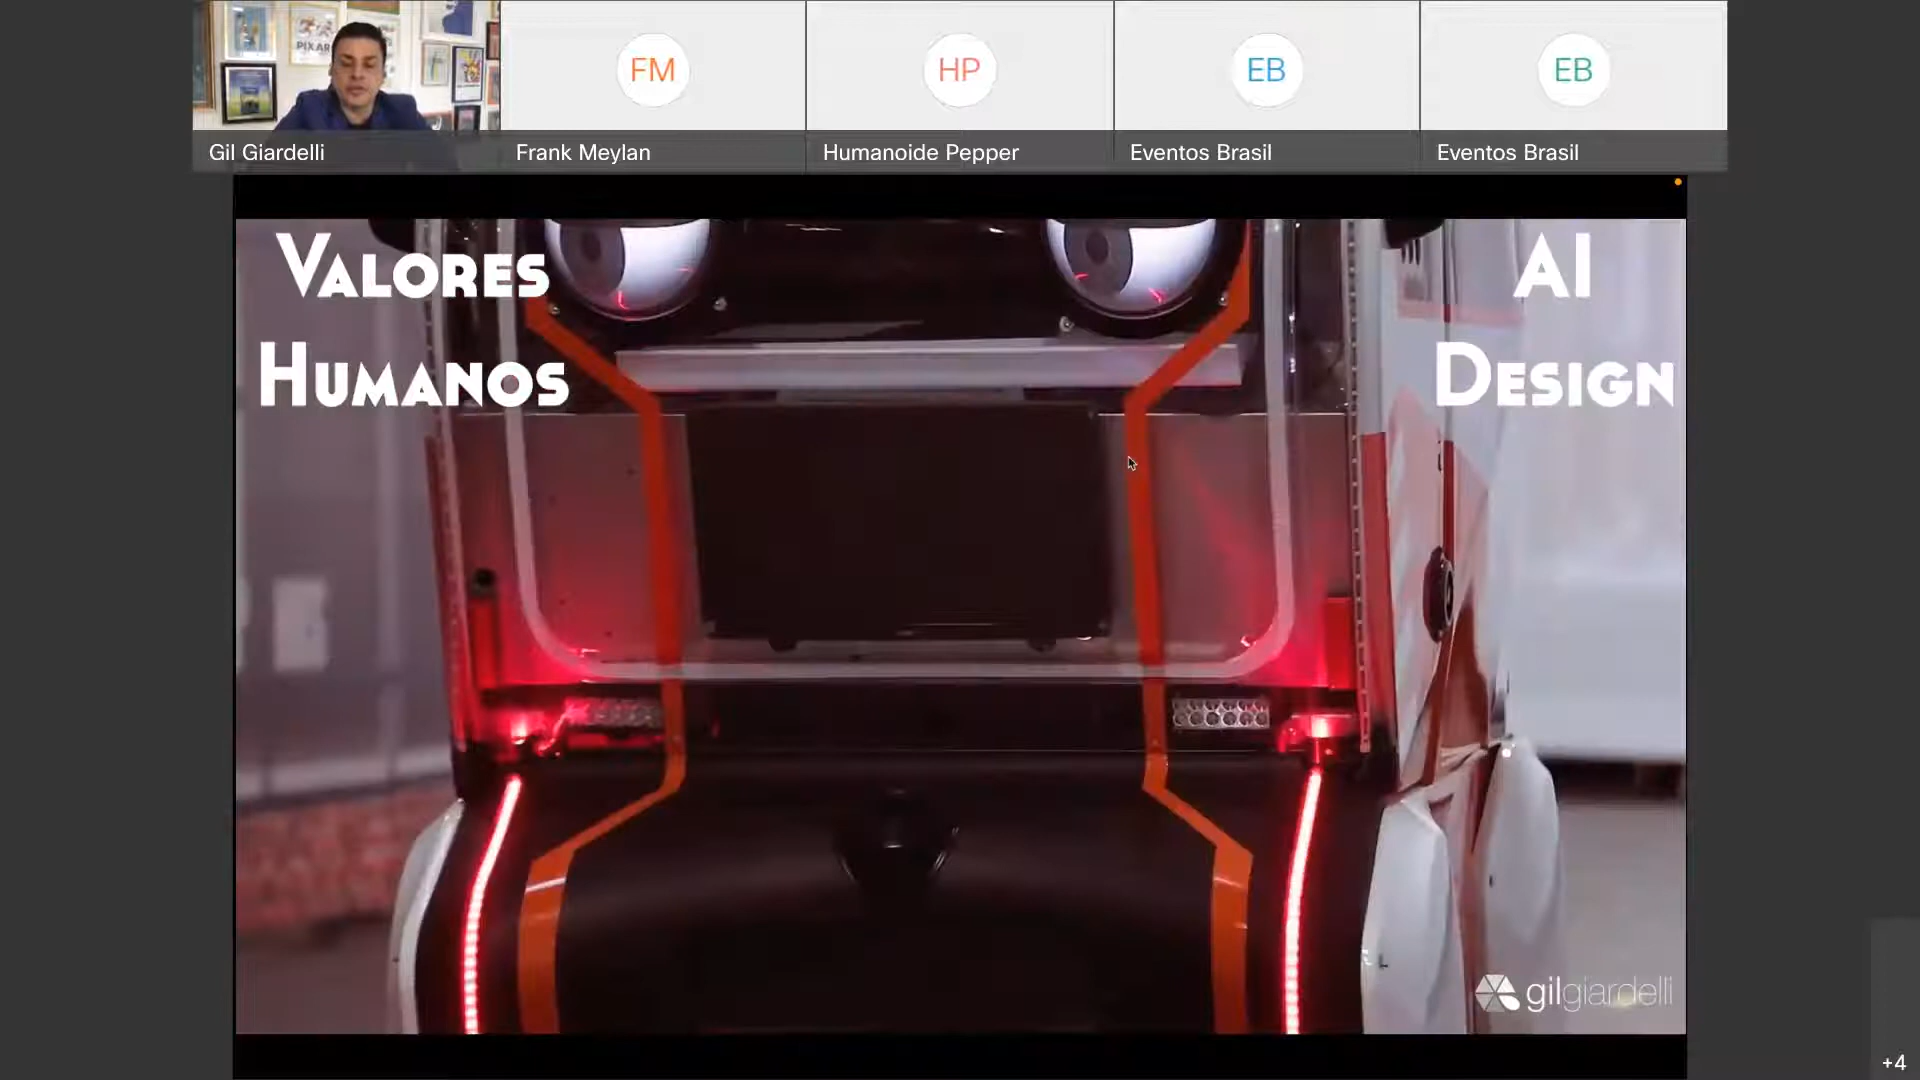 PIXAR
FM
HP
EB
EB
Gil Giardelli
Frank Meylan
Humanoide Pepper
Eventos Brasil
Eventos Brasil
VALORES
HUMANOS
AI
DESIGN
gilgiardelli
+4